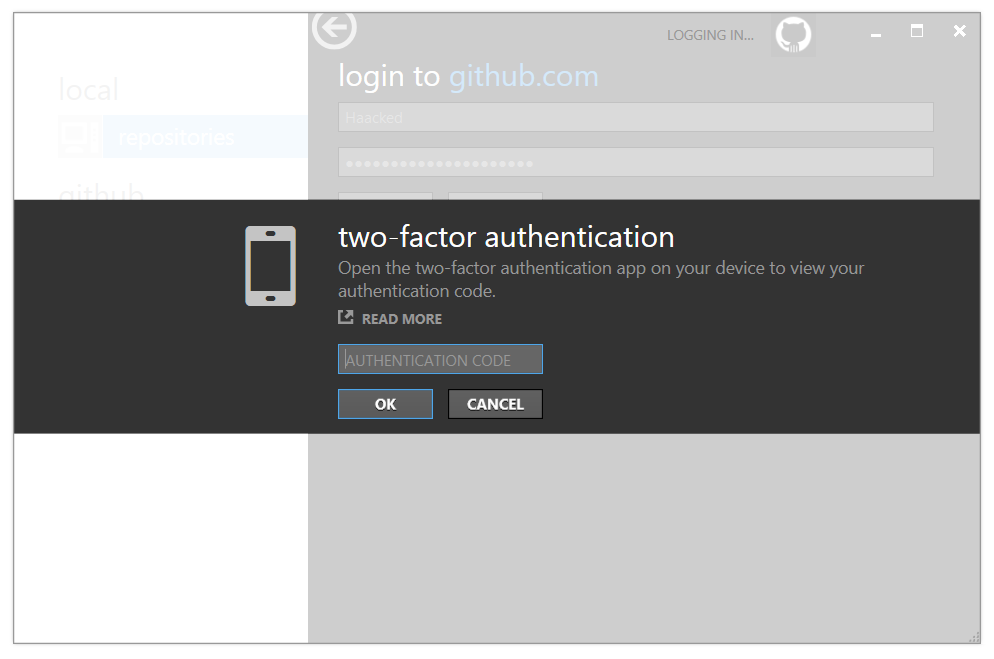 LOGGING IN...
local
login to github.com
Haacked
repositories
github
two-factor authentication
Open the two-factor authentication app on your device to view your
authentication code.
READ MORE
AUTHENTICATION CODE
OK
CANCEL